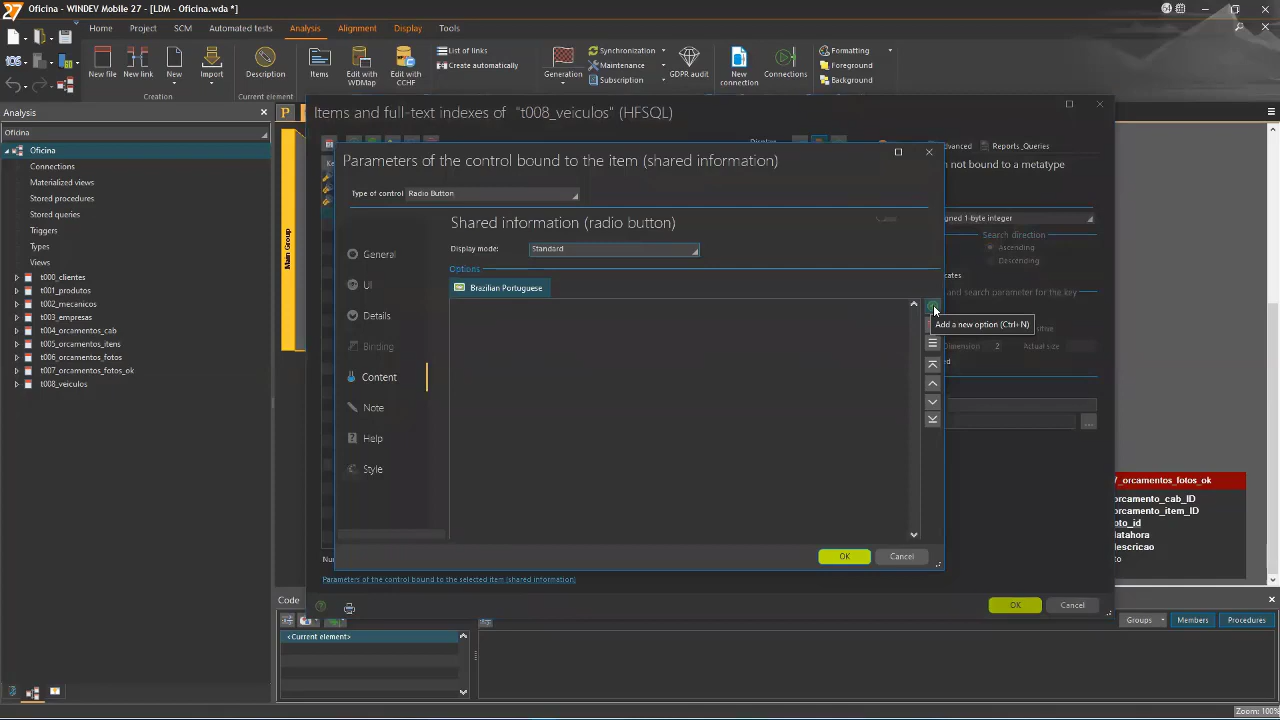 Oficina - WINDEV Mobile 27 - [LDM - Oficina.wda *]
Home Project SCM Automated tests Analysis Alignment Display Tools
New file
New link
New
Import
Creation
Description
Current element
Items
Edit with WDMap
Edit with CCHF
List of links
Create automatically
Generation
Synchronization
Maintenance
Subscription
GDPR audit
New connection
Connections
Formatting
Foreground
Background
Analysis
Oficina
Oficina
Connections
Materialized views
Stored procedures
Stored queries
Triggers
Types
Views
t000_clientes
t001_produtos
t002_mecanicos
t003_empresas
t004_orcamentos_cab
t005_orcamentos_itens
t006_orcamentos_fotos
t007_orcamentos_fotos_ok
t008_veiculos
Main Group
Items and full-text indexes of "t008_veiculos" (HFSQL)
Display
Reports_Queries
not bound to a metatype
igned 1-byte integer
Search direction
Ascending
Descending
cates
and search parameter for the key
sitive
Dimension 2 Actual size
Parameters of the control bound to the item (shared information)
Type of control Radio Button
General
UI
Details
Binding
Content
Note
Help
Style
Shared information (radio button)
Display mode: Standard
Options
Brazilian Portuguese
Add a new option (Ctrl+N)
OK Cancel
Parameters of the control bound to the selected item (shared information)
OK Cancel
7_orcamentos_fotos_ok
orcamento_cab_ID
orcamento_item_ID
oto_id
datahora
descricao
Code
<Current element>
Groups Members Procedures
Zoom: 100%